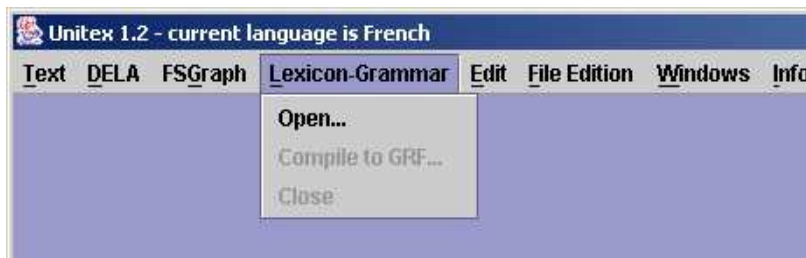 Unitex 1.2 - current language is French
Text DELA FSGraph Lexicon-Grammar Edit File Edition Windows Info
Open...
Compile to GRF...
Close